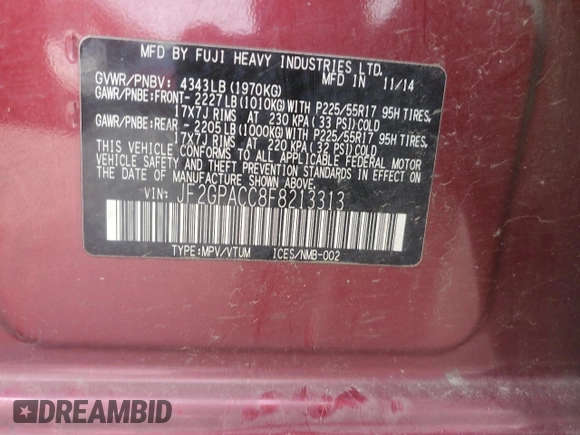 MFD BY FUJI HEAVY INDUSTRIES LTD.
MFD IN 11/14
GVWR/PNBV: 4343LB (1970KG)
GAWR/PNBE:FRONT- 2227LB (1010KG) WITH P225/55R17 95H TIRES,
17X7J RIMS AT 230 KPA ( 33 PSI) COLD
GAWR/PNBE:REAR - 2205LB (1000KG) WITH P225/55R17 95H TIRES,
17X7J RIMS AT 220 KPA ( 32 PSI) COLD
THIS VEHICLE CONFORMS TO ALL APPLICABLE FEDERAL MOTOR
VEHICLE SAFETY AND THEFT PREVENTION STANDARDS IN EFFECT ON
THE DATE OF MANUFACTURE SHOWN ABOVE.
VIN: JF2GPACC8F8213313
TYPE:MPV/VTUM ICES/NMB-002
DREAMBID